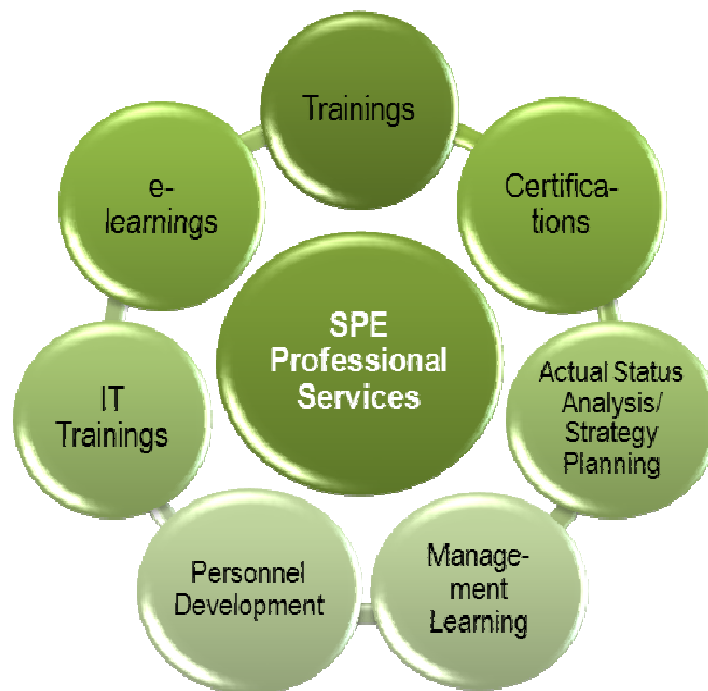 Trainings
e-
learnings
Certifica-
tions
SPE
Professional
Services
IT
Trainings
Actual Status
Analysis/
Strategy
Planning
Personnel
Development
Manage-
ment
Learning